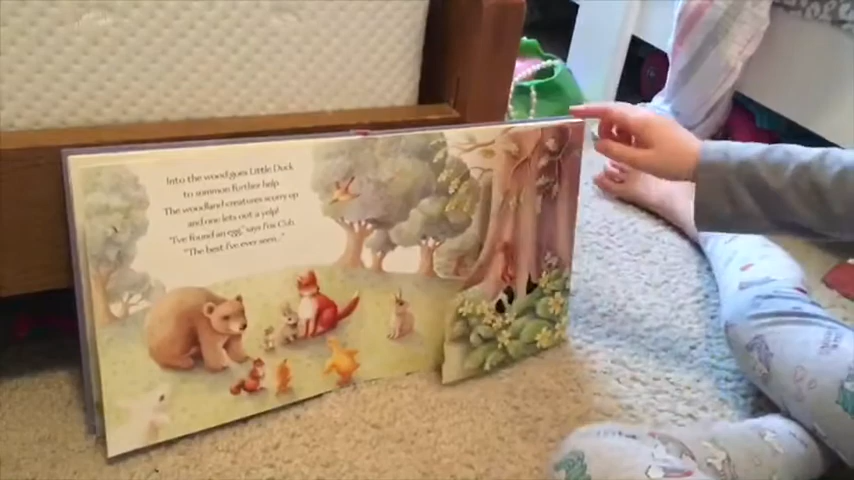 Into the wood goes Little Duck
to summon further help.
The woodland creatures scurry up
and one lets out a yelp!
"I've found an egg," says Fox Cub.
"The best I've ever seen."